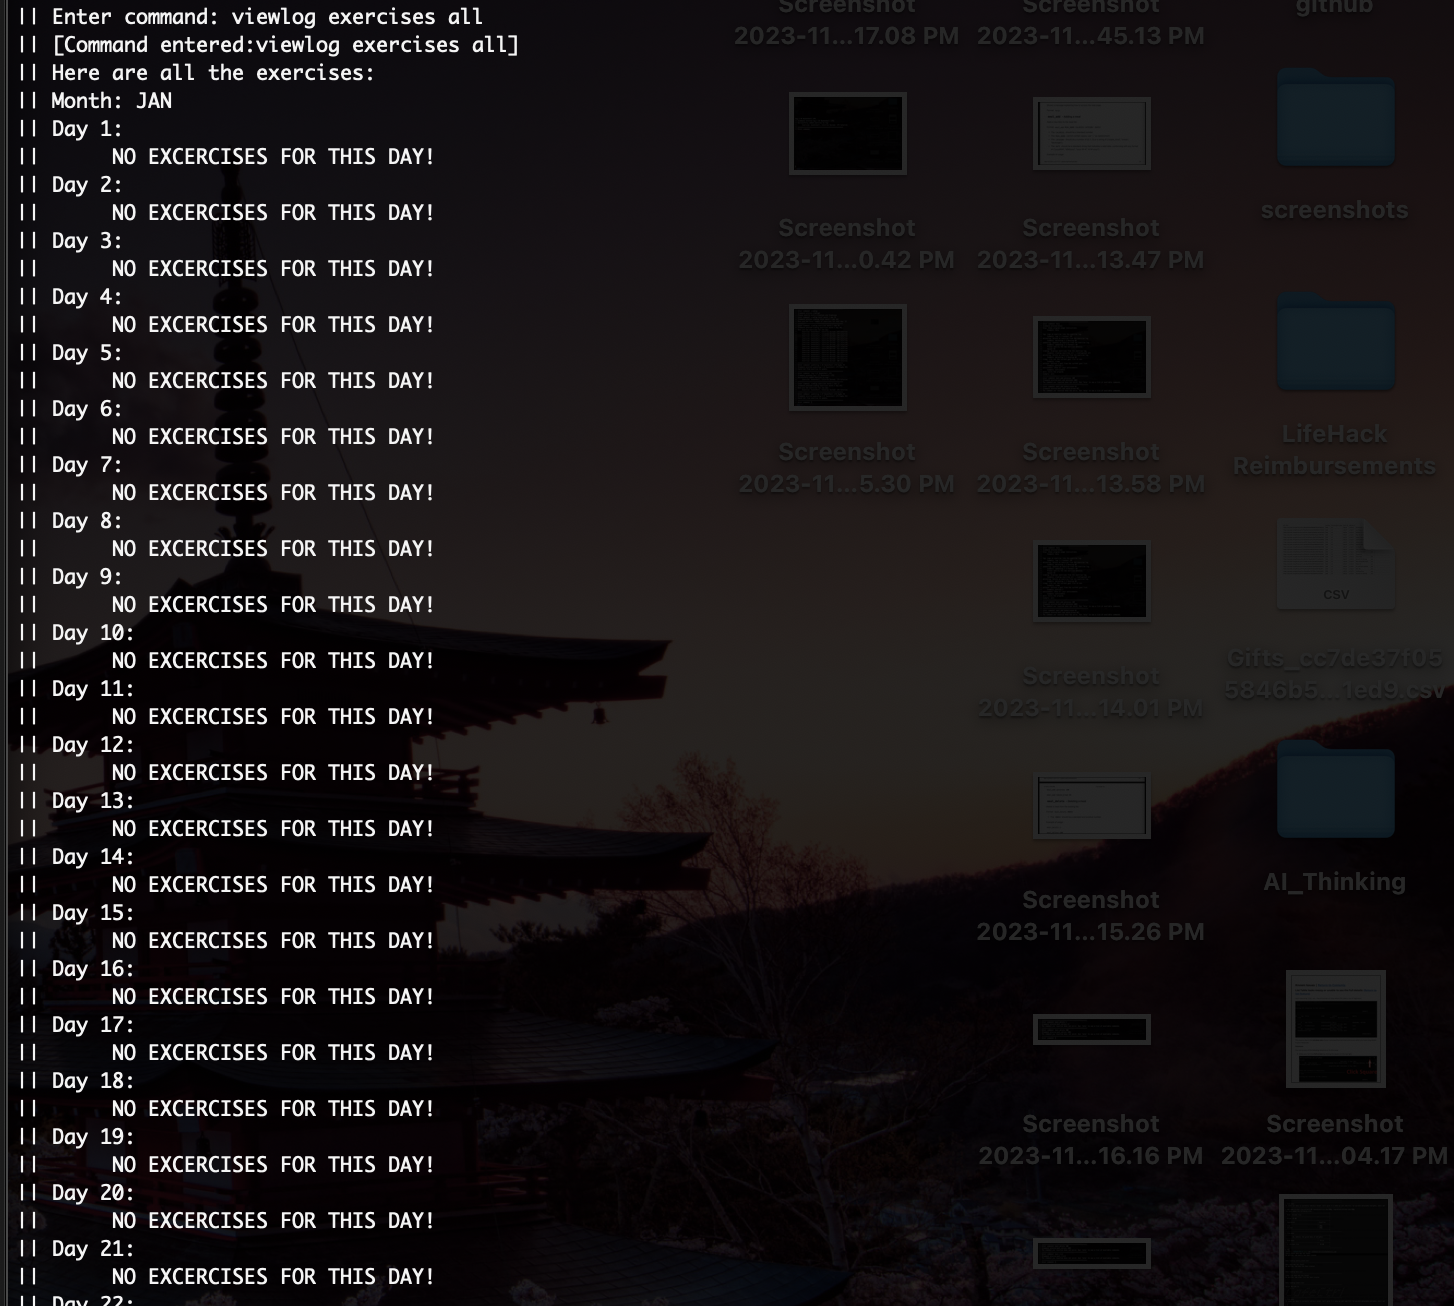 || Enter command: viewlog exercises all
|| [Command entered:viewlog exercises all]
|| Here are all the exercises:
|| Month: JAN
|| Day 1:
|| NO EXCERCISES FOR THIS DAY!
|| Day 2:
|| NO EXCERCISES FOR THIS DAY!
|| Day 3:
|| NO EXCERCISES FOR THIS DAY!
|| Day 4:
|| NO EXCERCISES FOR THIS DAY!
|| Day 5:
|| NO EXCERCISES FOR THIS DAY!
|| Day 6:
|| NO EXCERCISES FOR THIS DAY!
|| Day 7:
|| NO EXCERCISES FOR THIS DAY!
|| Day 8:
|| NO EXCERCISES FOR THIS DAY!
|| Day 9:
|| NO EXCERCISES FOR THIS DAY!
|| Day 10:
|| NO EXCERCISES FOR THIS DAY!
|| Day 11:
|| NO EXCERCISES FOR THIS DAY!
|| Day 12:
|| NO EXCERCISES FOR THIS DAY!
|| Day 13:
|| NO EXCERCISES FOR THIS DAY!
|| Day 14:
|| NO EXCERCISES FOR THIS DAY!
|| Day 15:
|| NO EXCERCISES FOR THIS DAY!
|| Day 16:
|| NO EXCERCISES FOR THIS DAY!
|| Day 17:
|| NO EXCERCISES FOR THIS DAY!
|| Day 18:
|| NO EXCERCISES FOR THIS DAY!
|| Day 19:
|| NO EXCERCISES FOR THIS DAY!
|| Day 20:
|| NO EXCERCISES FOR THIS DAY!
|| Day 21:
|| NO EXCERCISES FOR THIS DAY!
|| Day 22:
Screenshot
2023-11...17.08 PM
Screenshot
2023-11...0.42 PM
Screenshot
2023-11...5.30 PM
Screenshot
2023-11...45.13 PM
Screenshot
2023-11...13.47 PM
Screenshot
2023-11...13.58 PM
Screenshot
2023-11...14.01 PM
Screenshot
2023-11...15.26 PM
Screenshot
2023-11...16.16 PM
github
screenshots
LifeHack
Reimbursements
CSV
Gifts_cc7de37f05
5846b5...1ed9.csv
AI_Thinking
Screenshot
2023-11...04.17 PM